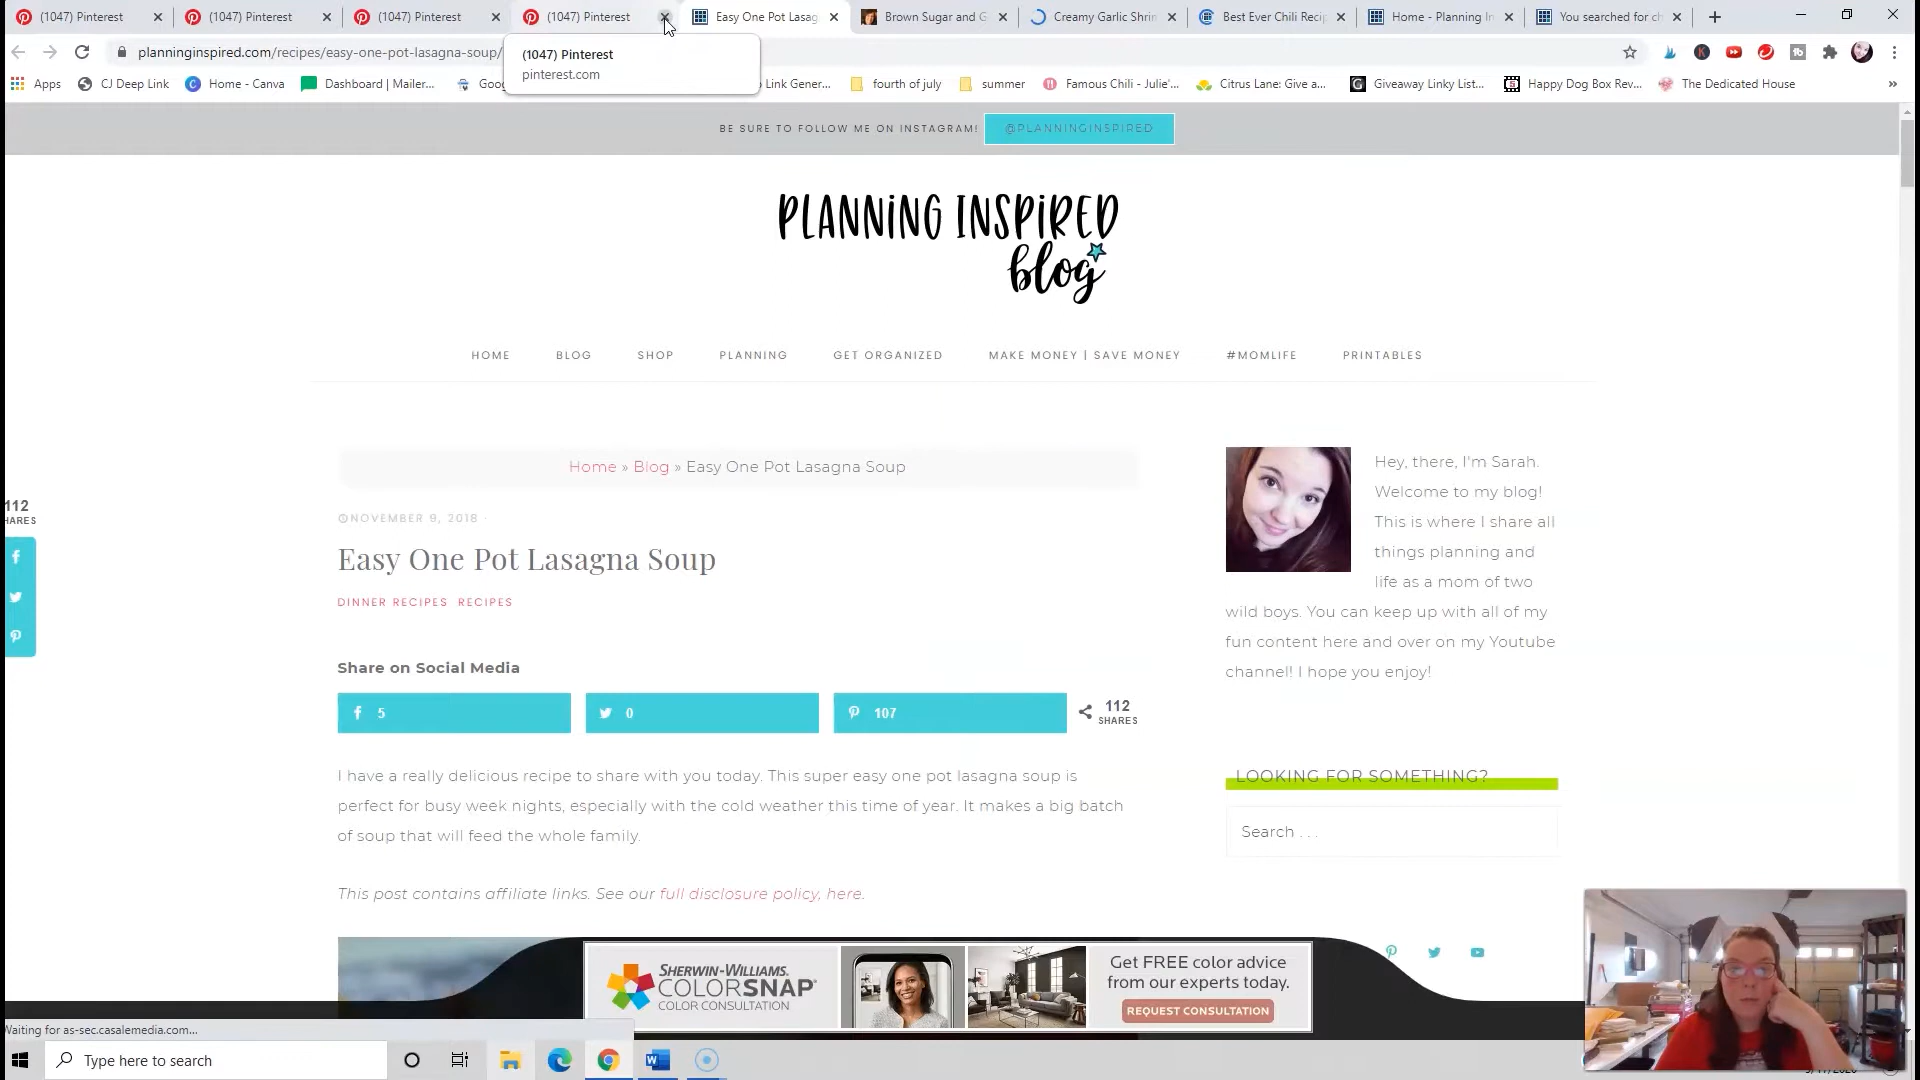 (1047) Pinterest
(1047) Pinterest
(1047) Pinterest
(1047) Pinterest
Easy One Pot Lasag
Brown Sugar and G
Creamy Garlic Shrin
Best Ever Chili Recip
Home - Planning In
You searched for ch
planninginspired.com/recipes/easy-one-pot-lasagna-soup/
(1047) Pinterest
pinterest.com
Apps
CJ Deep Link
Home - Canva
Dashboard | Mailer...
Goog
Link Gener...
fourth of july
summer
Famous Chili - Julie'...
Citrus Lane: Give a...
Giveaway Linky List...
Happy Dog Box Rev...
The Dedicated House
BE SURE TO FOLLOW ME ON INSTAGRAM!
@PLANNINGINSPIRED
PLANNING INSPIRED
blog
HOME
BLOG
SHOP
PLANNING
GET ORGANIZED
MAKE MONEY | SAVE MONEY
#MOMLIFE
PRINTABLES
Home » Blog » Easy One Pot Lasagna Soup
NOVEMBER 9, 2018 ·
Easy One Pot Lasagna Soup
DINNER RECIPES RECIPES
Share on Social Media
5
0
107
112
SHARES
112
HARES
I have a really delicious recipe to share with you today. This super easy one pot lasagna soup is
perfect for busy week nights, especially with the cold weather this time of year. It makes a big batch
of soup that will feed the whole family.
This post contains affiliate links. See our full disclosure policy, here.
Hey, there, I'm Sarah.
Welcome to my blog!
This is where I share all
things planning and
life as a mom of two
wild boys. You can keep up with all of my
fun content here and over on my Youtube
channel! I hope you enjoy!
LOOKING FOR SOMETHING?
Search . . .
SHERWIN-WILLIAMS.
COLORSNAP
COLOR CONSULTATION
Get FREE color advice
from our experts today.
REQUEST CONSULTATION
Waiting for as-sec.casalemedia.com...
Type here to search